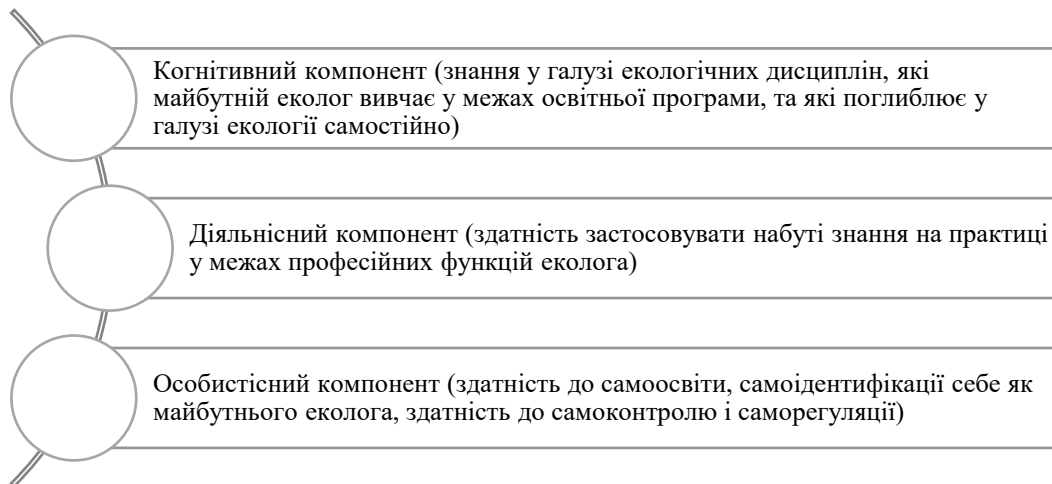 Когнітивний компонент (знання у галузі екологічних дисциплін, які
майбутній еколог вивчає у межах освітньої програми, та які поглиблює у
галузі екології самостійно)
Діяльнісний компонент (здатність застосовувати набуті знання на практиці
у межах професійних функцій еколога)
Особистісний компонент (здатність до самоосвіти, самоідентифікації себе як
майбутнього еколога, здатність до самоконтролю і саморегуляції)